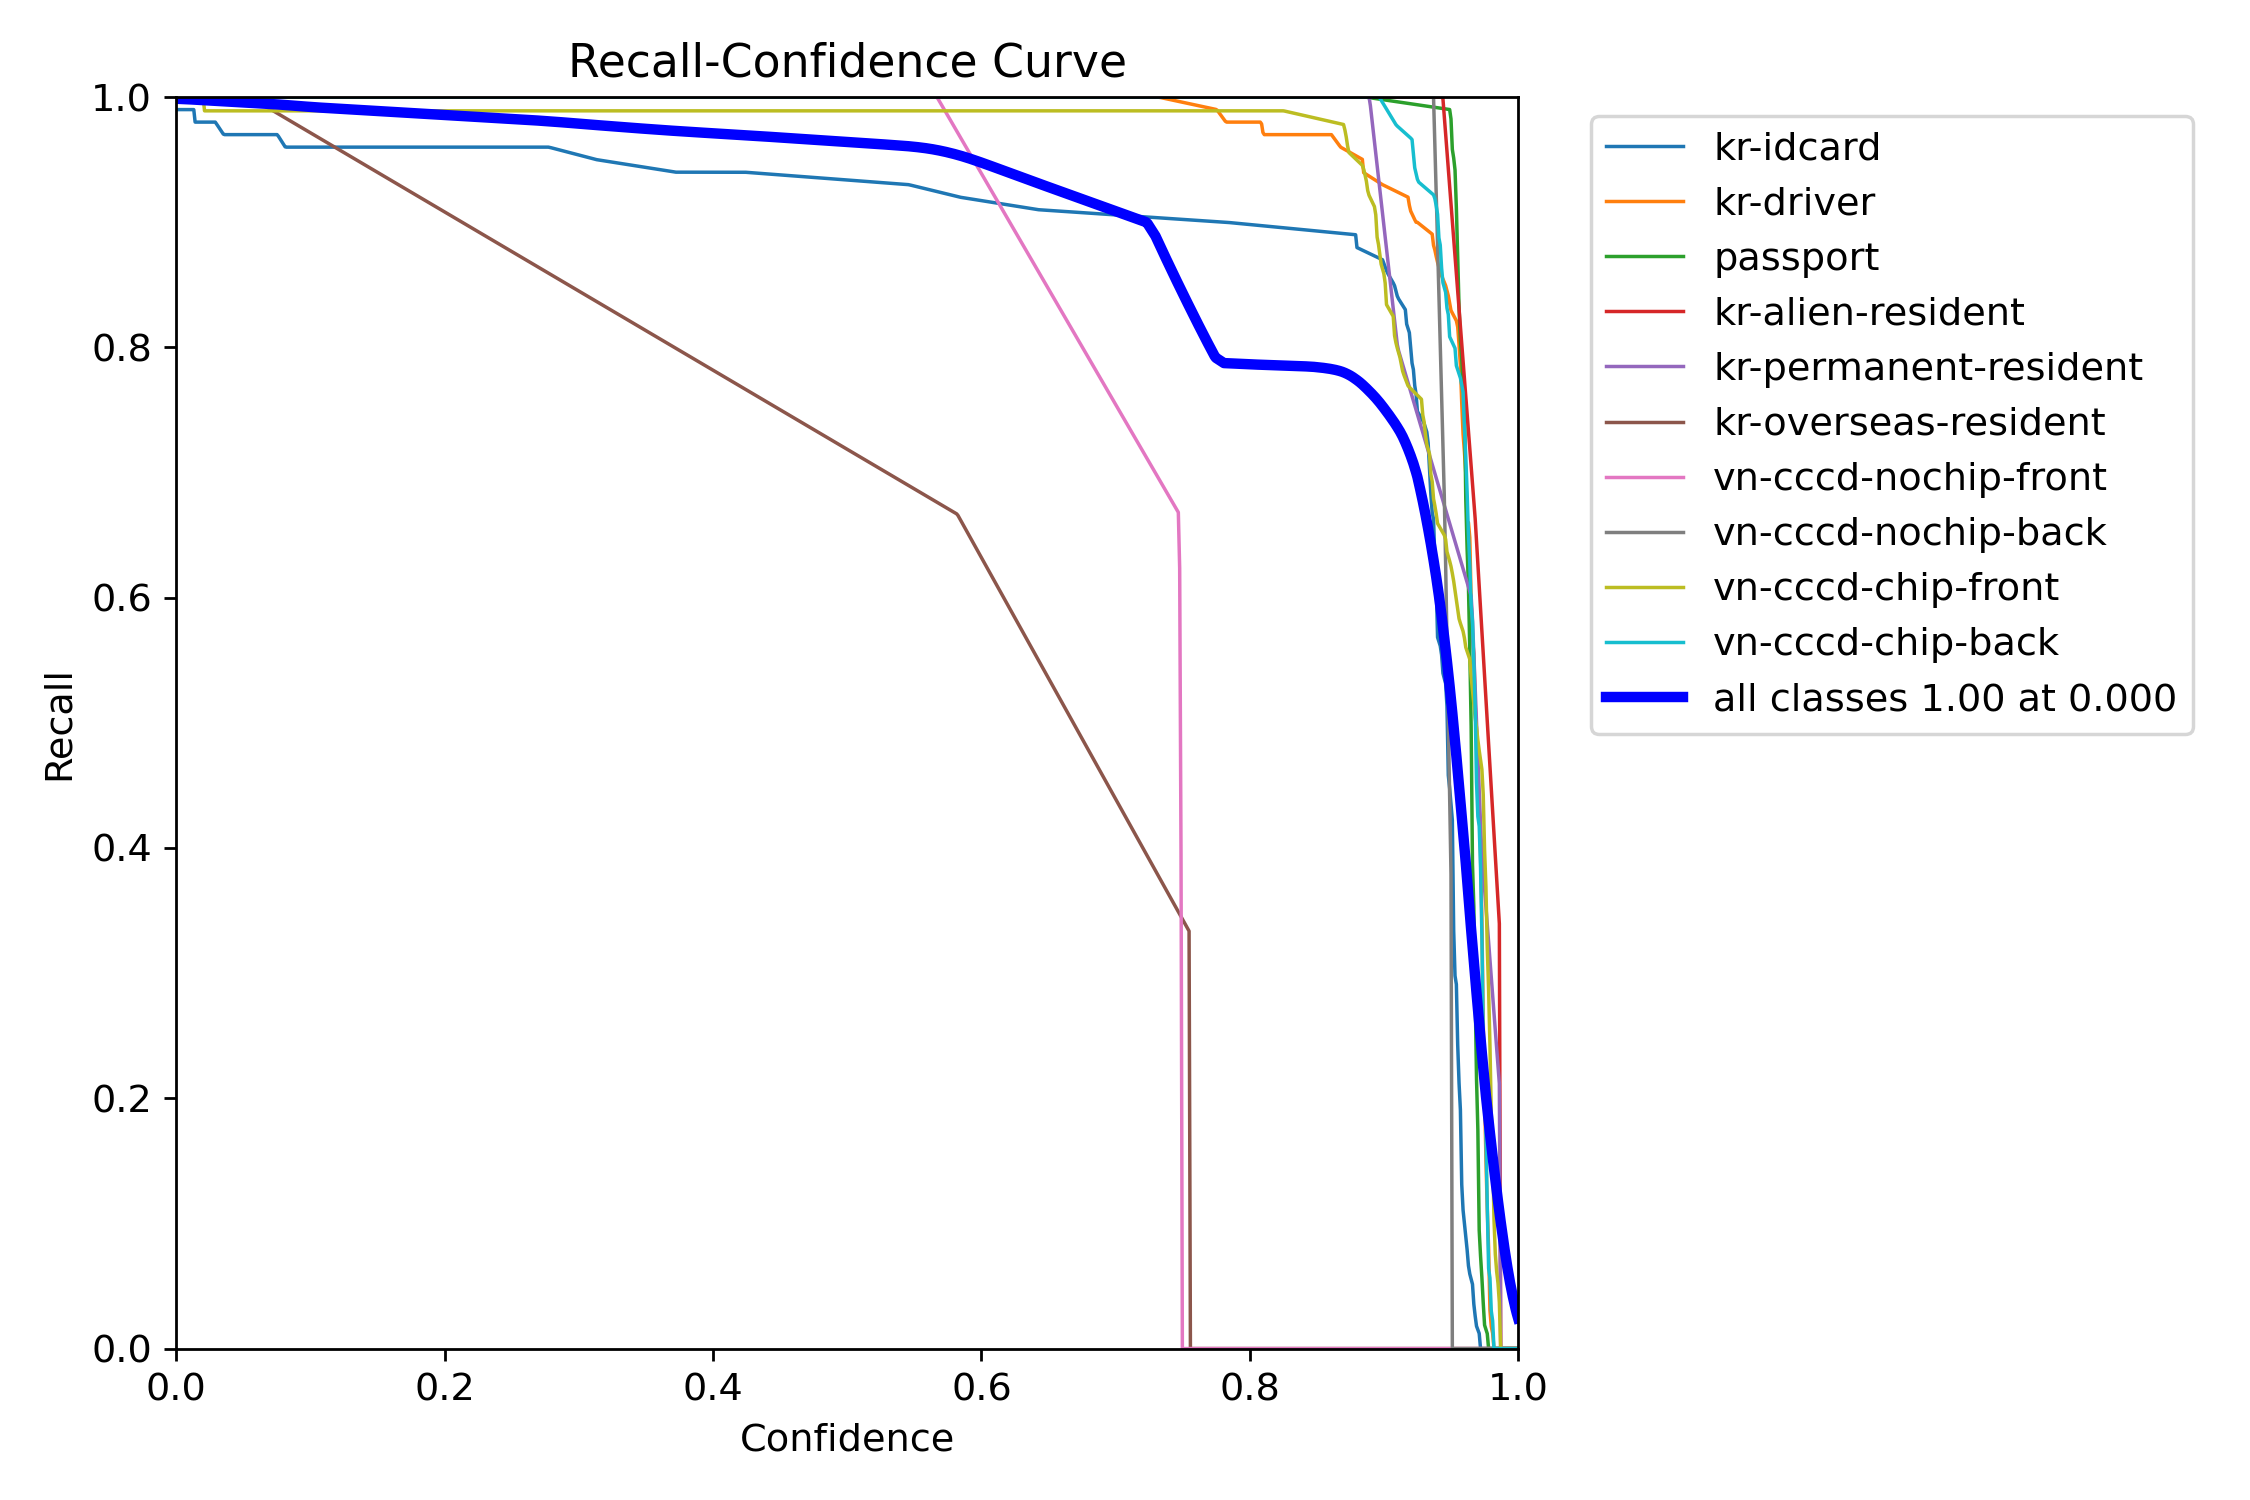 Recall-Confidence Curve
1.0
0.8
0.6
0.4
0.2
0.0
Recall
0.0 0.2 0.4 0.6 0.8 1.0
Confidence
kr-idcard
kr-driver
passport
kr-alien-resident
kr-permanent-resident
kr-overseas-resident
vn-cccd-nochip-front
vn-cccd-nochip-back
vn-cccd-chip-front
vn-cccd-chip-back
all classes 1.00 at 0.000